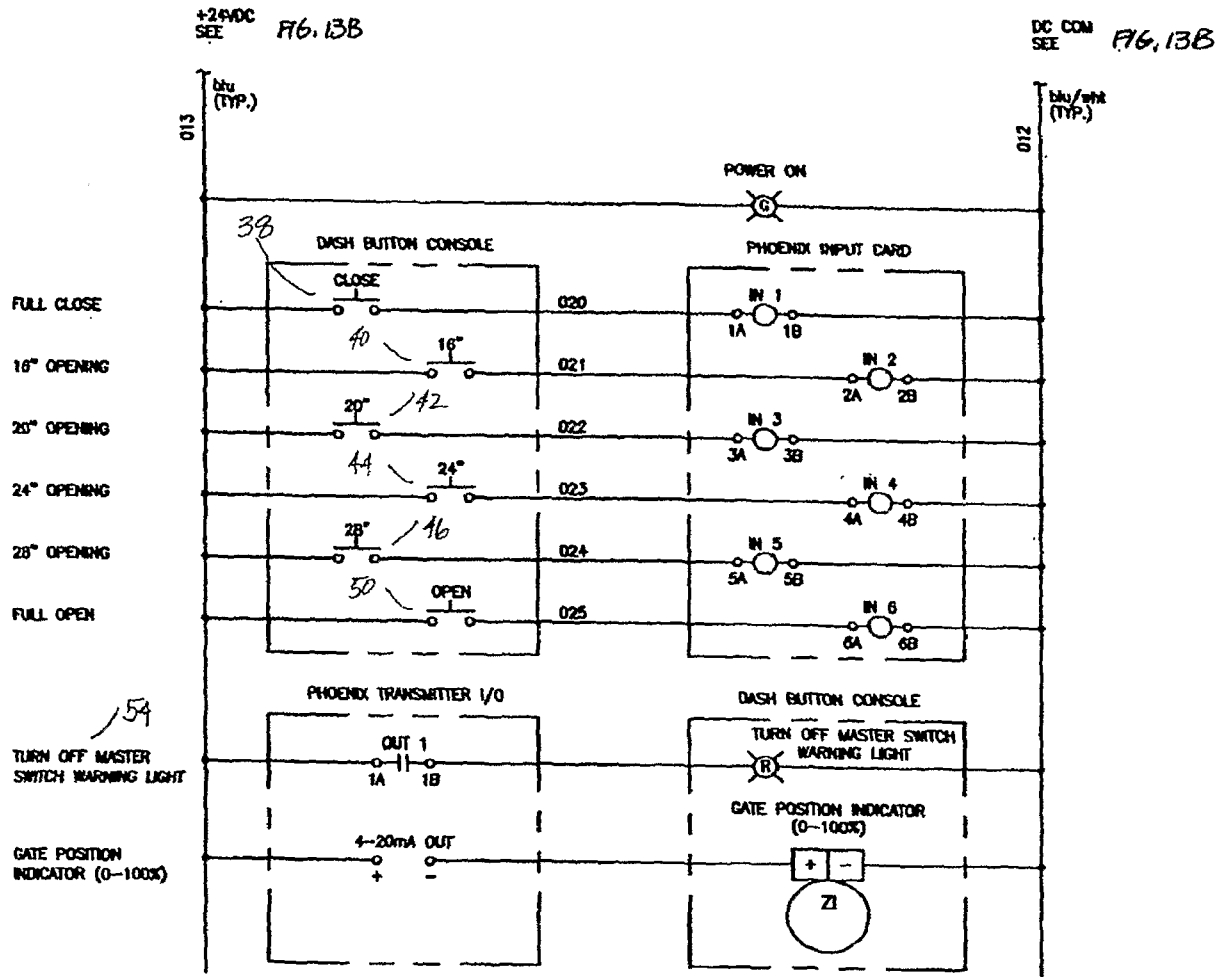 +24VDC
SEE FIG. 13B
DC COM
SEE FIG. 13B
blu
(TYP.)
013
blu/wht
(TYP.)
012
POWER ON
G
38
DASH BUTTON CONSOLE
PHOENIX INPUT CARD
FULL CLOSE
CLOSE
020
IN 1
1A 1B
40
16" OPENING
16"
021
IN 2
2A 2B
42
20" OPENING
20"
022
IN 3
3A 3B
44
24" OPENING
24"
023
IN 4
4A 4B
46
28" OPENING
28"
024
IN 5
5A 5B
50
FULL OPEN
OPEN
025
IN 6
6A 6B
PHOENIX TRANSMITTER I/O
DASH BUTTON CONSOLE
54
TURN OFF MASTER
SWITCH WARNING LIGHT
OUT 1
1A 1B
TURN OFF MASTER SWITCH
WARNING LIGHT
R
GATE POSITION
INDICATOR (0-100%)
4-20mA OUT
+ -
GATE POSITION INDICATOR
(0-100%)
+ -
ZI